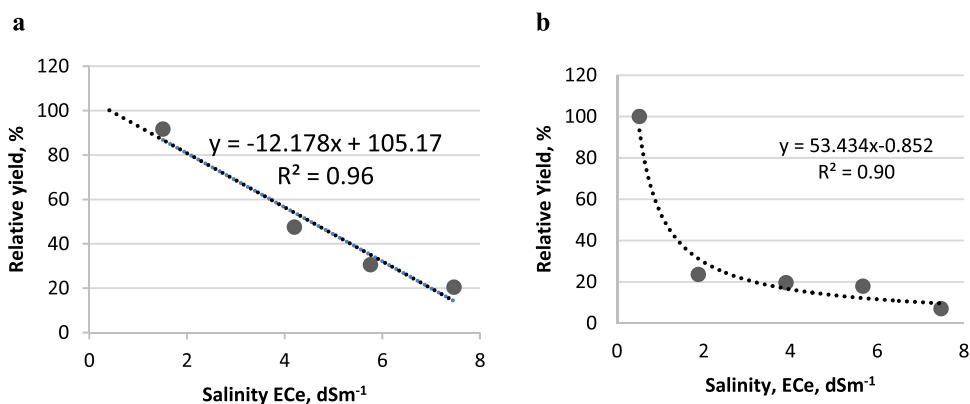 a
120
100
80
60
40
20
0
0 2 4 6 8
Relative yield, %
y = -12.178x + 105.17
R² = 0.96
Salinity ECe, dSm⁻¹
b
120
100
80
60
40
20
0
0 2 4 6 8
Relative Yield, %
y = 53.434x-0.852
R² = 0.90
Salinity, ECe, dSm⁻¹